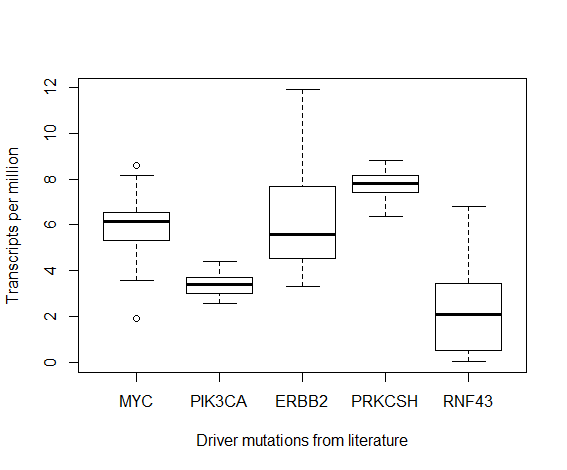 Transcripts per million
12
10
8
6
4
2
0
MYC PIK3CA ERBB2 PRKCSH RNF43
Driver mutations from literature